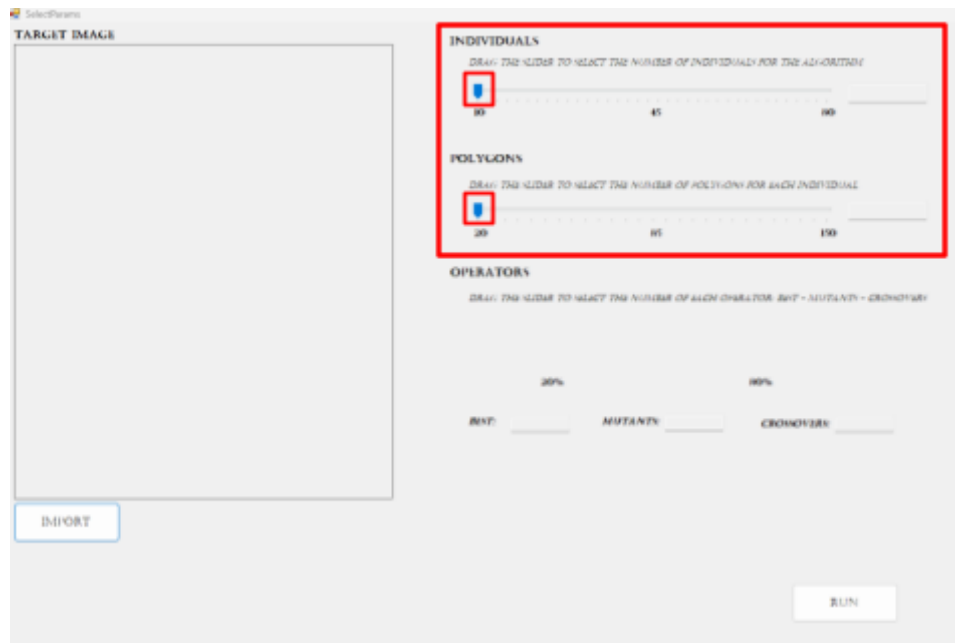 SelectParams
TARGET IMAGE
INDIVIDUALS
DRAG THE SLIDER TO SELECT THE NUMBER OF INDIVIDUALS FOR THE ALGORITHM
10 45 80
POLYGONS
DRAG THE SLIDER TO SELECT THE NUMBER OF POLYGONS FOR EACH INDIVIDUAL
20 85 150
OPERATORS
DRAG THE SLIDER TO SELECT THE NUMBER OF EACH OPERATOR: BEST - MUTANTS - CROSSOVERS
20% 80%
BEST: MUTANTS: CROSSOVERS:
IMPORT
RUN